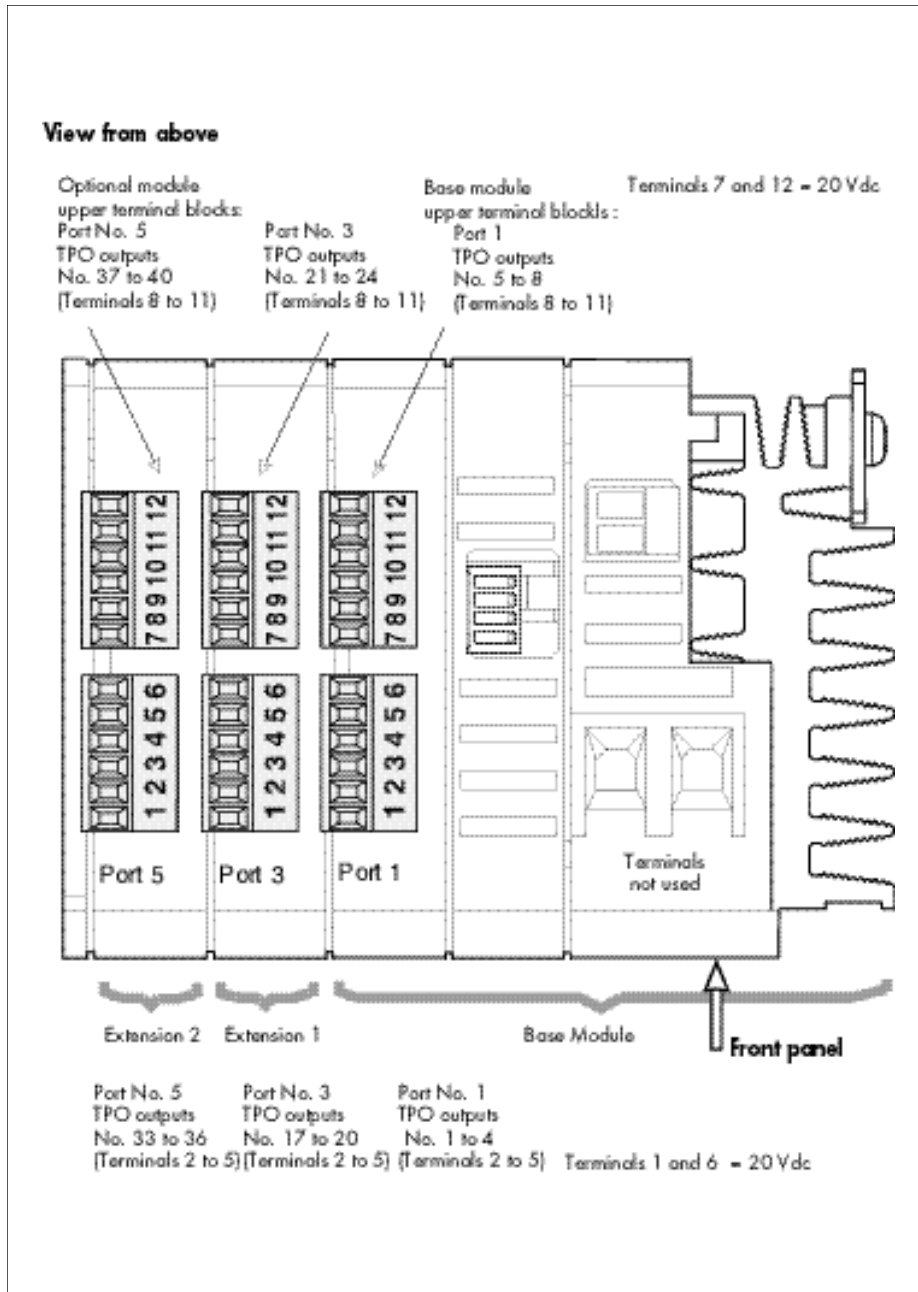 View from above
Optional module
upper terminal blocks:
Port No. 5
TPO outputs
No. 37 to 40
(Terminals 8 to 11)
Port No. 3
TPO outputs
No. 21 to 24
(Terminals 8 to 11)
Base module
upper terminal blockls :
Port 1
TPO outputs
No. 5 to 8
(Terminals 8 to 11)
Terminals 7 and 12 = 20 Vdc
7 8 9 10 11 12
7 8 9 10 11 12
7 8 9 10 11 12
1 2 3 4 5 6
1 2 3 4 5 6
1 2 3 4 5 6
Port 5
Port 3
Port 1
Terminals
not used
Extension 2
Extension 1
Base Module
Front panel
Port No. 5
TPO outputs
No. 33 to 36
(Terminals 2 to 5)
Port No. 3
TPO outputs
No. 17 to 20
(Terminals 2 to 5)
Port No. 1
TPO outputs
No. 1 to 4
(Terminals 2 to 5)
Terminals 1 and 6 = 20 Vdc